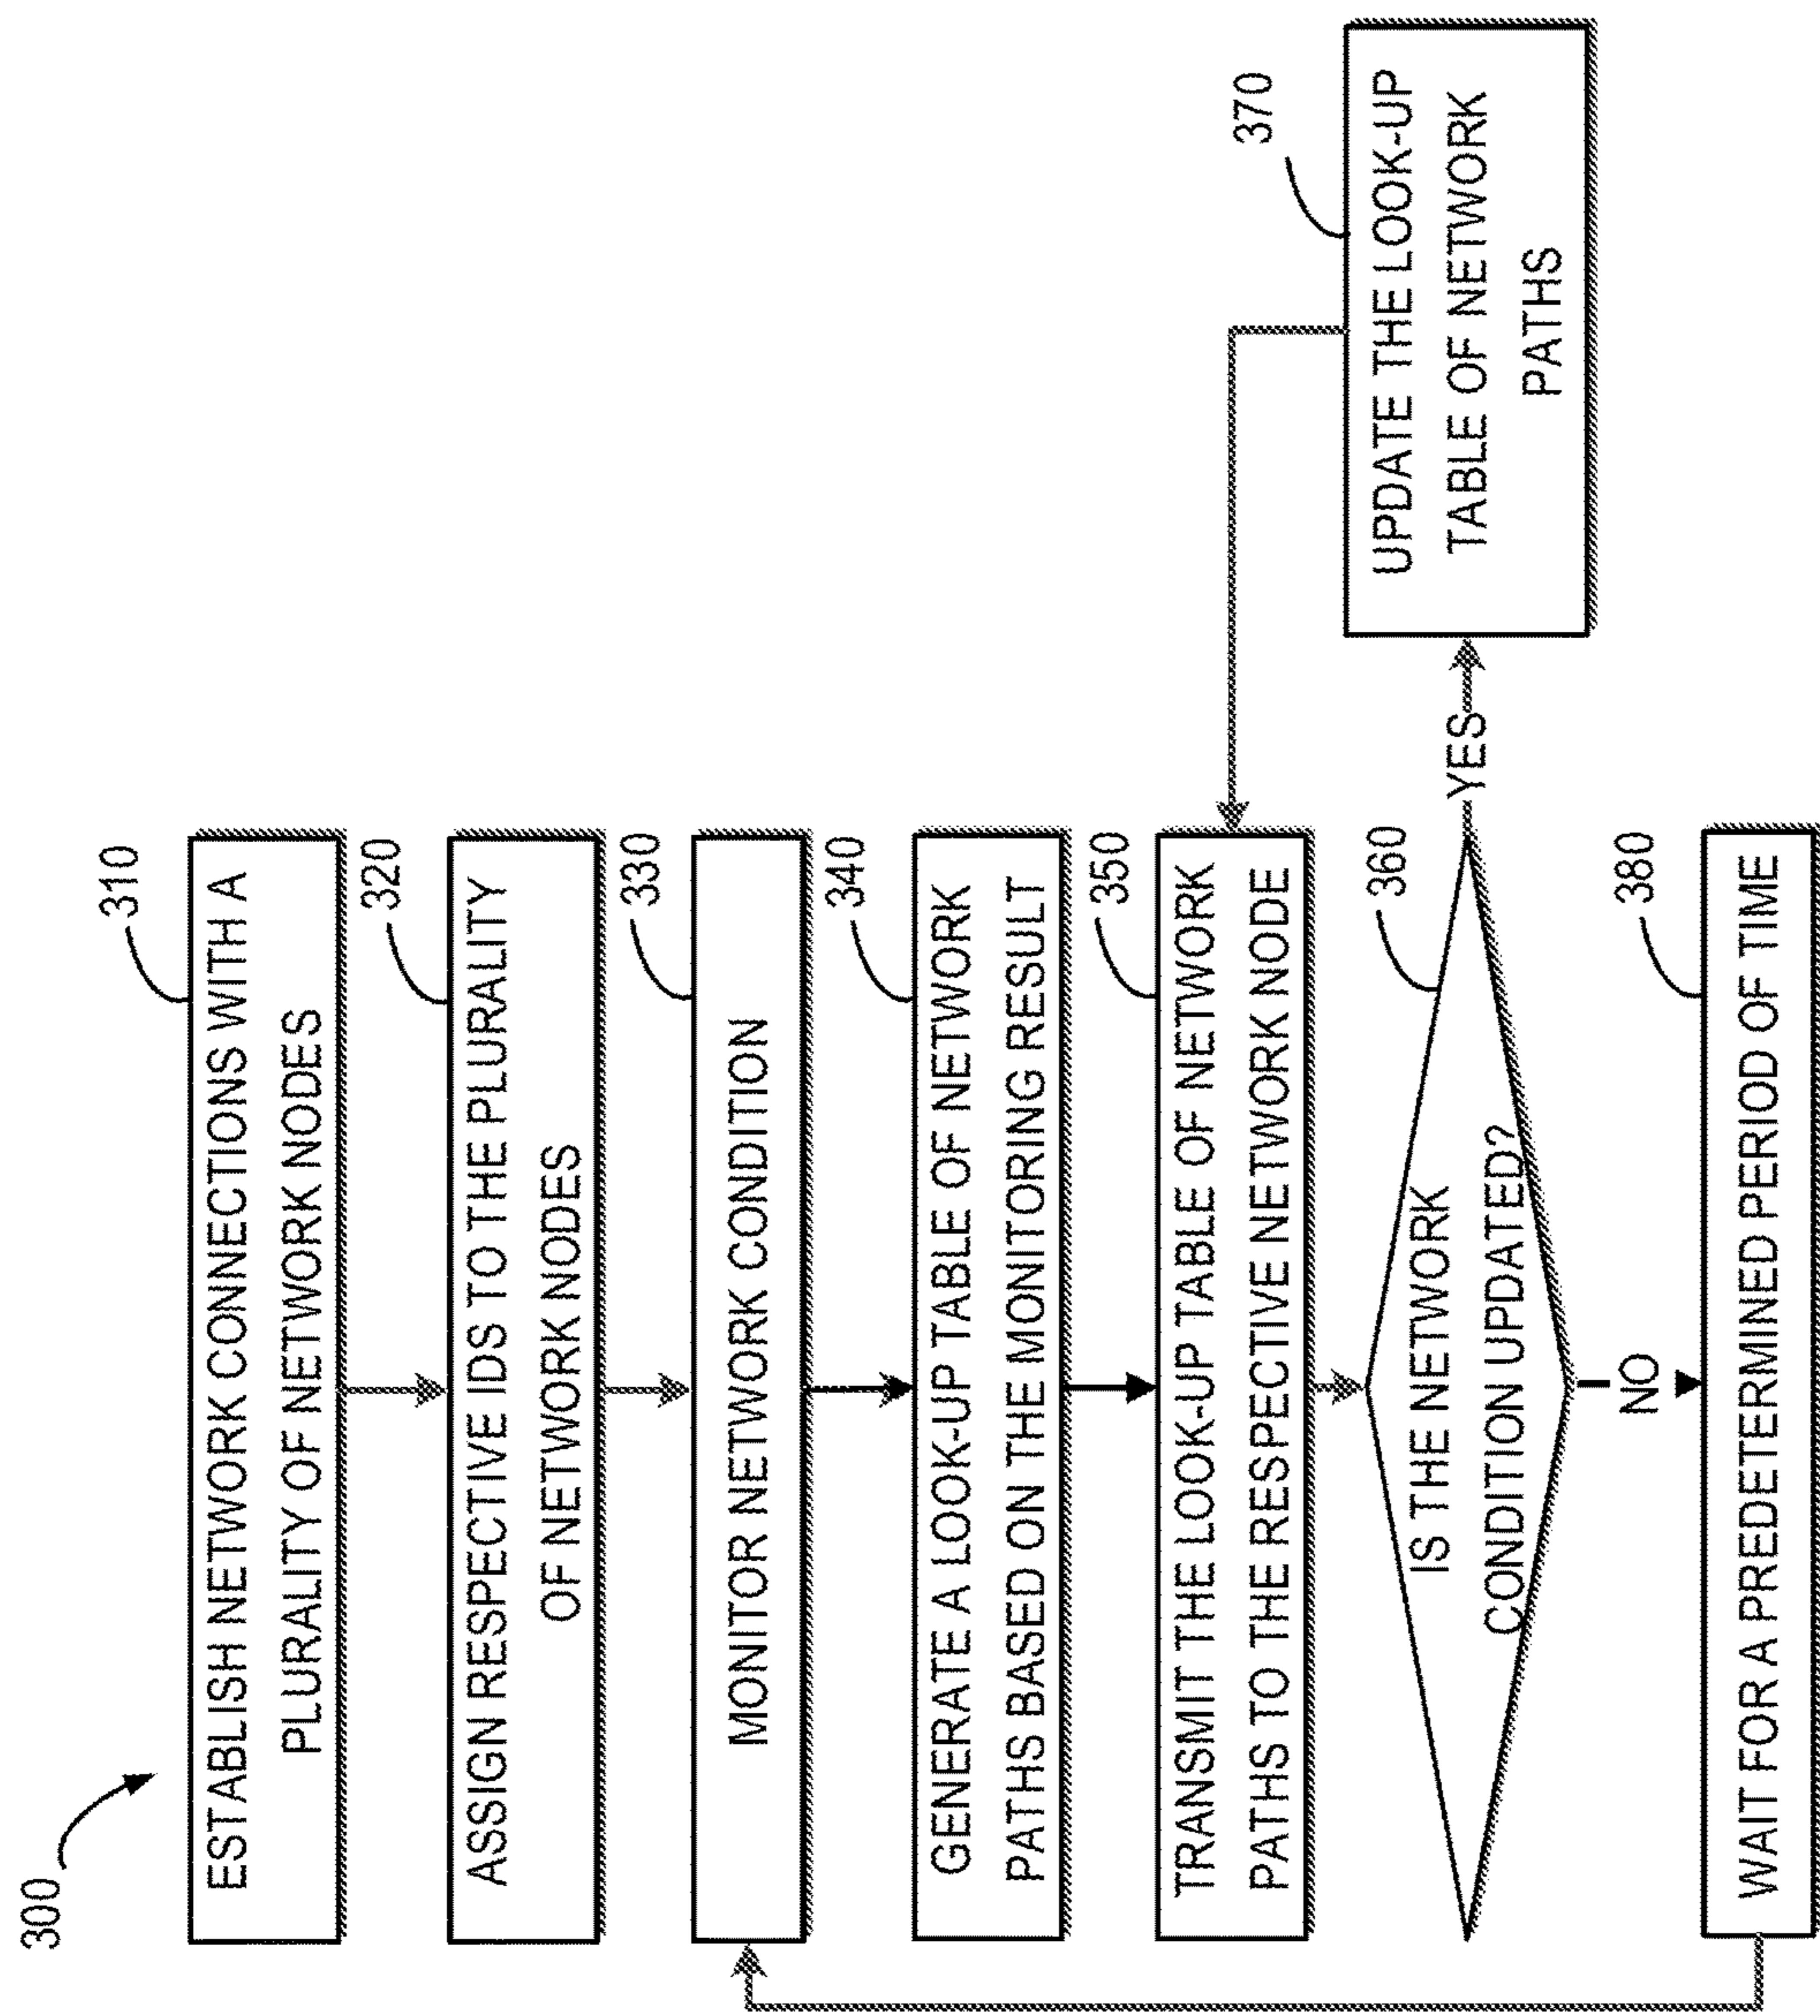 300
310
ESTABLISH NETWORK CONNECTIONS WITH A
PLURALITY OF NETWORK NODES
320
ASSIGN RESPECTIVE IDS TO THE PLURALITY
OF NETWORK NODES
330
MONITOR NETWORK CONDITION
340
GENERATE A LOOK-UP TABLE OF NETWORK
PATHS BASED ON THE MONITORING RESULT
350
TRANSMIT THE LOOK-UP TABLE OF NETWORK
PATHS TO THE RESPECTIVE NETWORK NODE
360
IS THE NETWORK
CONDITION UPDATED?
YES
370
UPDATE THE LOOK-UP
TABLE OF NETWORK
PATHS
NO
380
WAIT FOR A PREDETERMINED PERIOD OF TIME